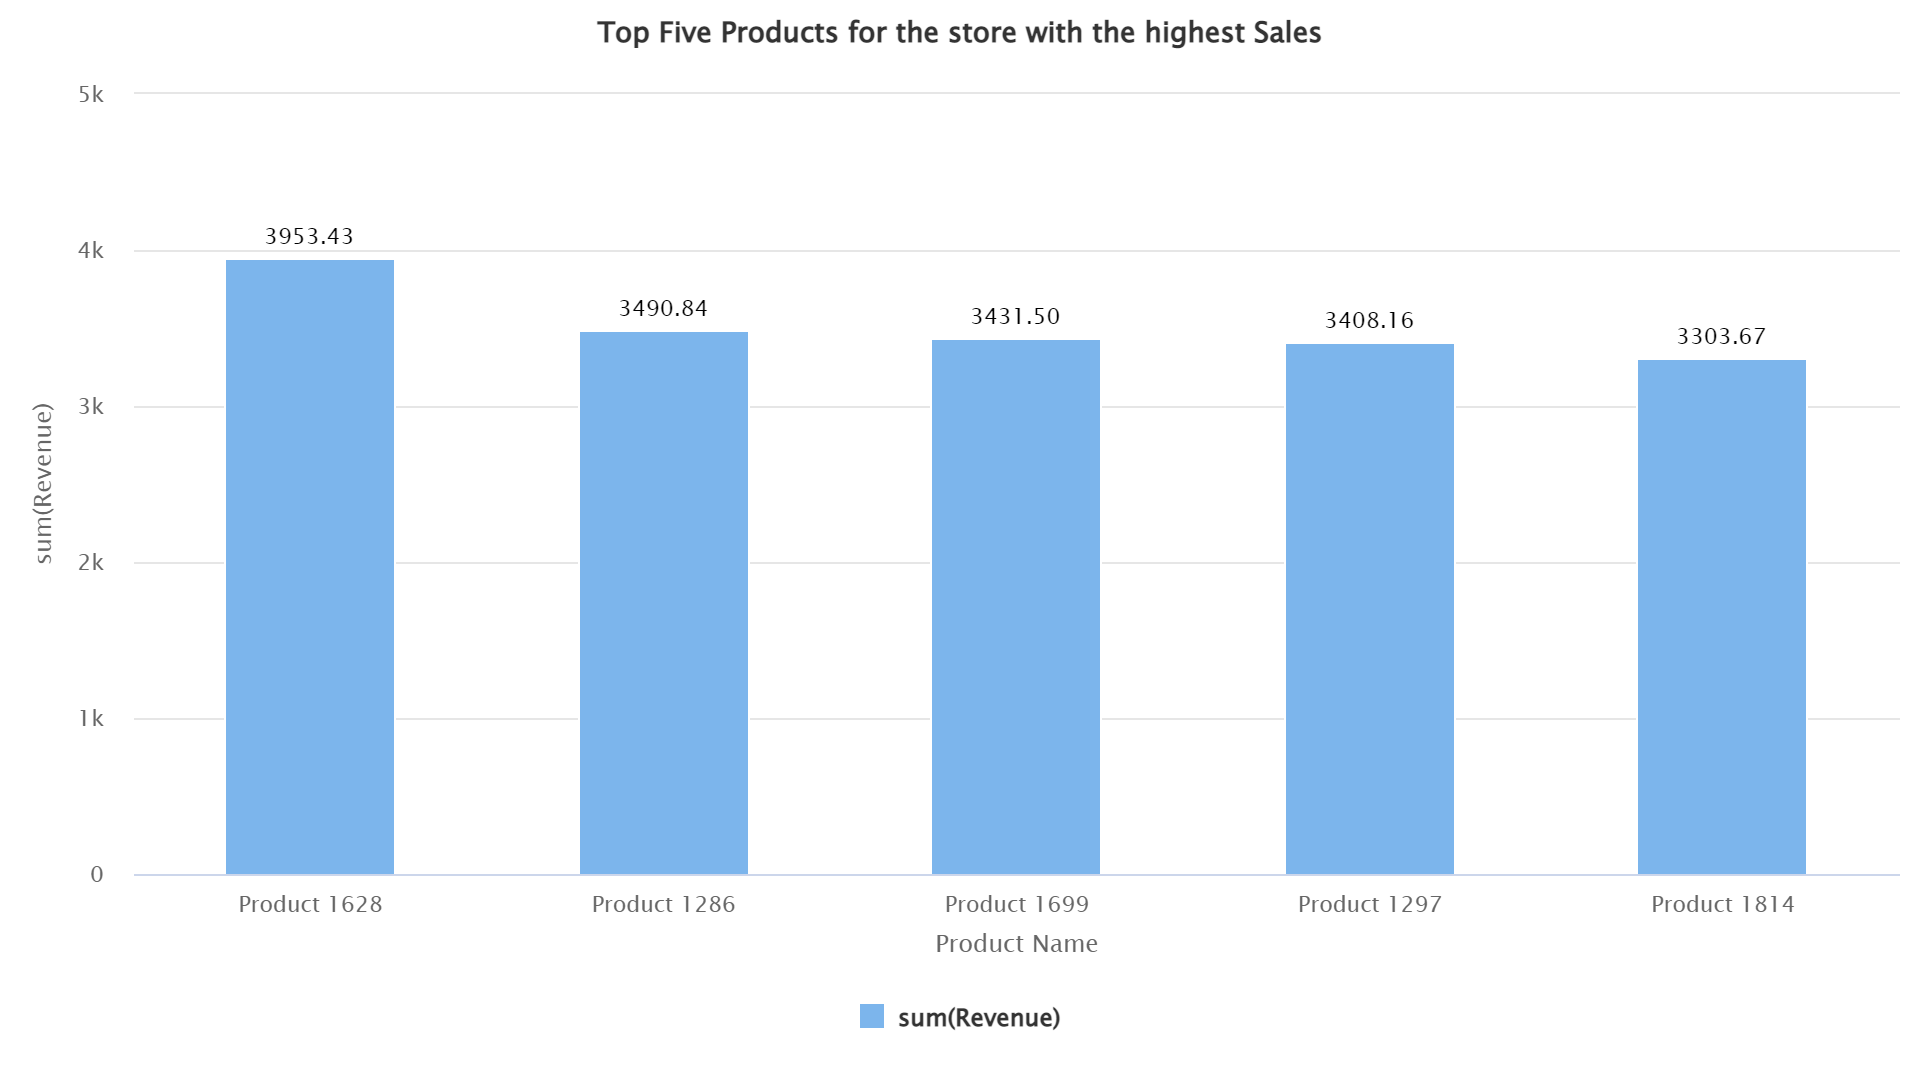 Top Five Products for the store with the highest Sales
5k
4k
3k
2k
1k
0
sum(Revenue)
3953.43
3490.84
3431.50
3408.16
3303.67
Product 1628
Product 1286
Product 1699
Product 1297
Product 1814
Product Name
sum(Revenue)